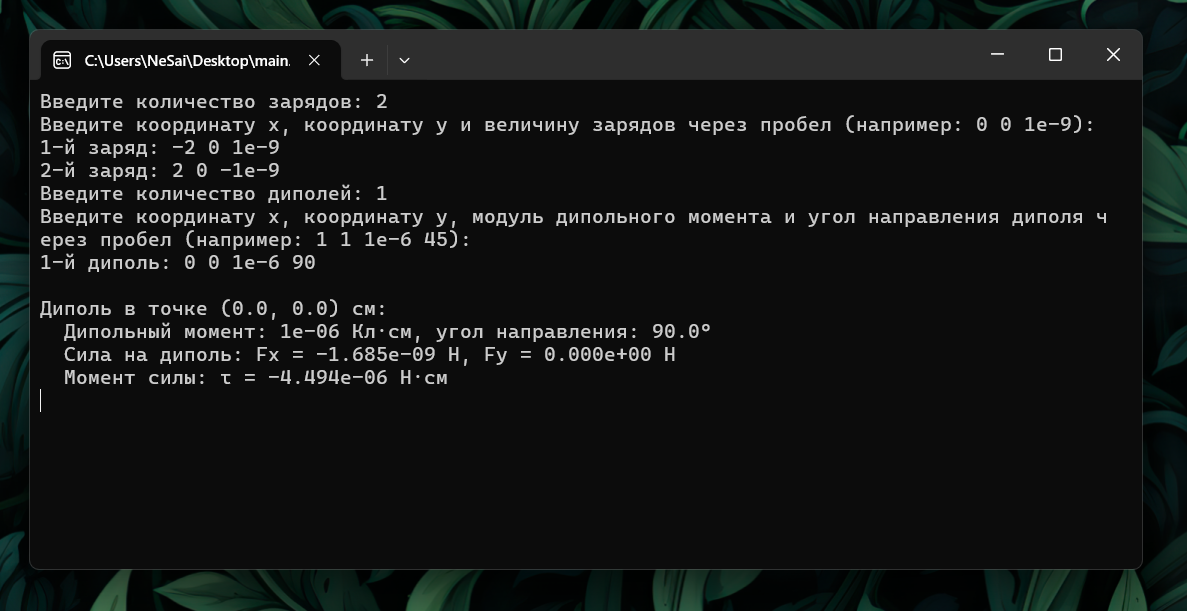 C:\Users\NeSai\Desktop\main.
Введите количество зарядов: 2
Введите координату x, координату y и величину зарядов через пробел (например: 0 0 1e-9):
1-й заряд: -2 0 1e-9
2-й заряд: 2 0 -1e-9
Введите количество диполей: 1
Введите координату x, координату y, модуль дипольного момента и угол направления диполя ч
ерез пробел (например: 1 1 1e-6 45):
1-й диполь: 0 0 1e-6 90
Диполь в точке (0.0, 0.0) см:
Дипольный момент: 1e-06 Кл·см, угол направления: 90.0°
Сила на диполь: Fx = -1.685e-09 Н, Fy = 0.000e+00 Н
Момент силы: τ = -4.494e-06 Н·см